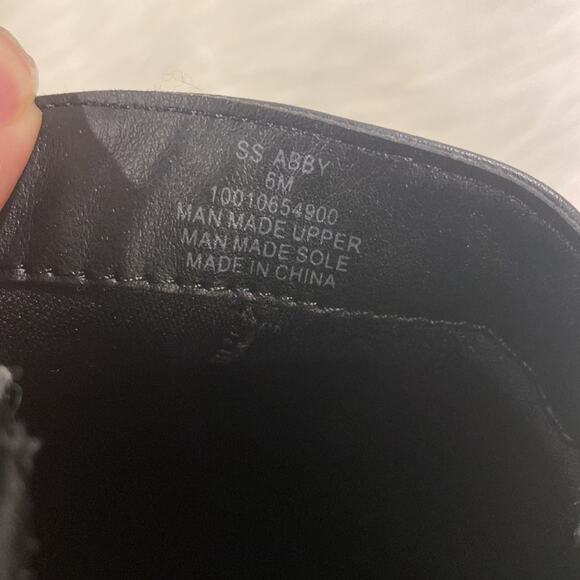 SS ABBY
6M
10010654900
MAN MADE UPPER
MAN MADE SOLE
MADE IN CHINA